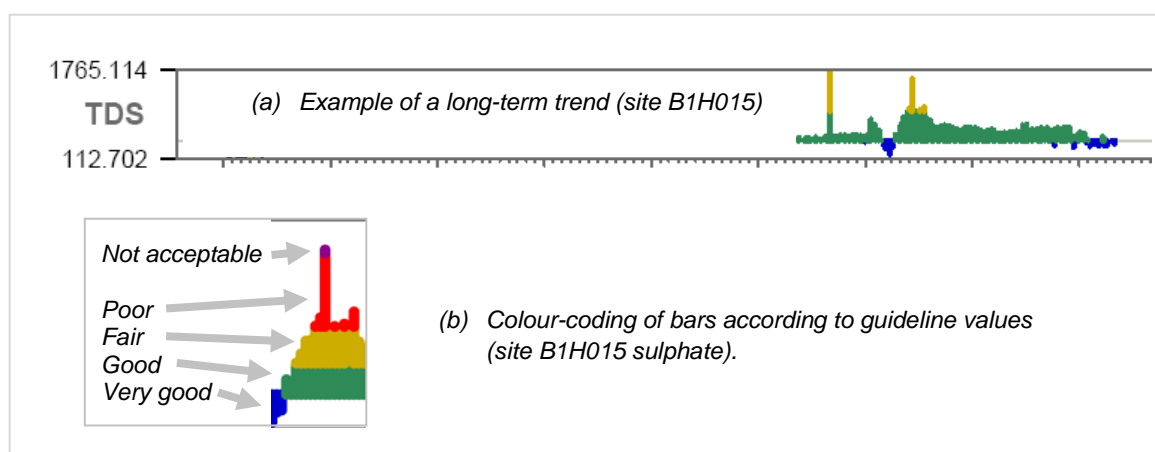 1765.114
TDS
112.702
(a) Example of a long-term trend (site B1H015)
Not acceptable
Poor
Fair
Good
Very good
(b) Colour-coding of bars according to guideline values
(site B1H015 sulphate).